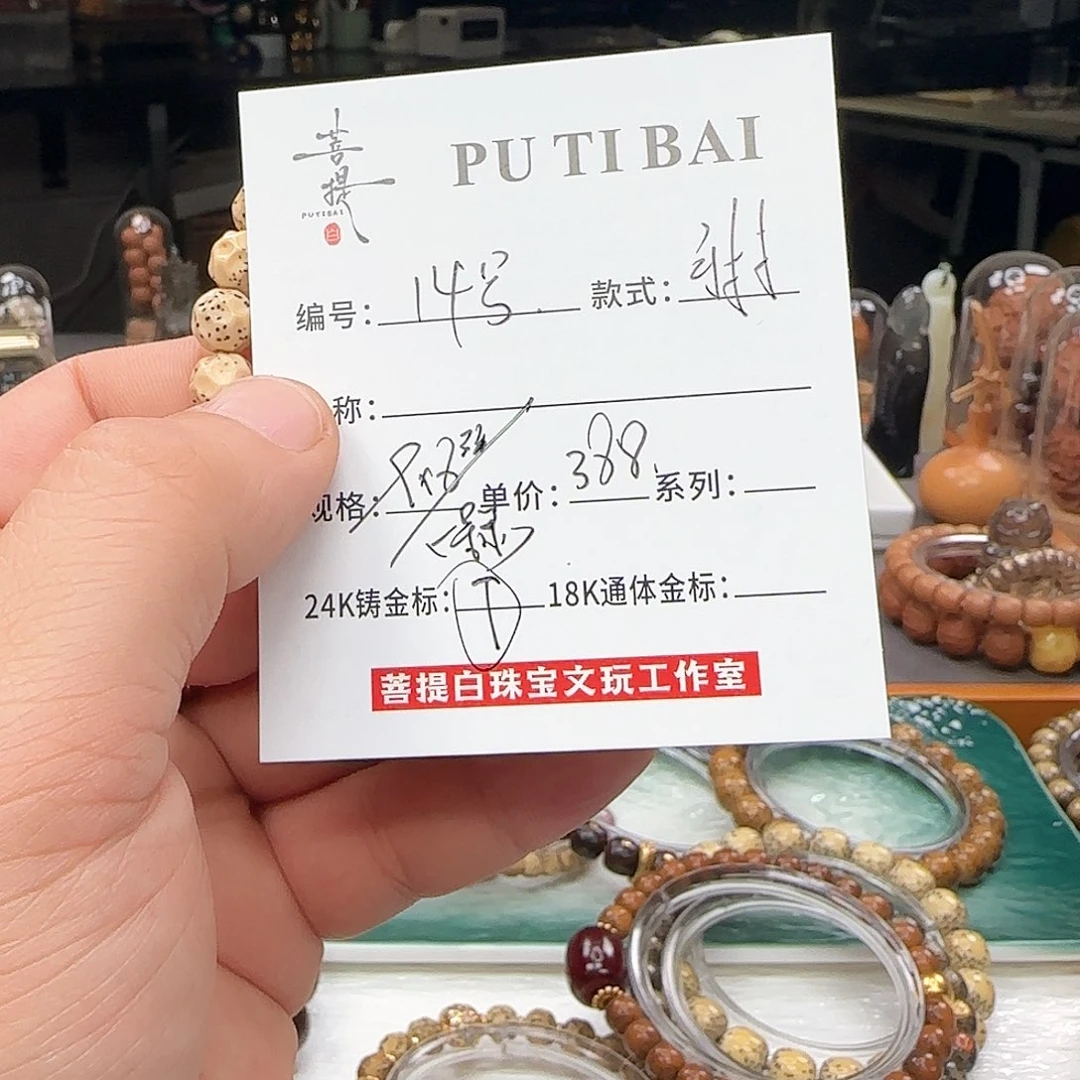 菩提 PU TI BAI
PUTIBAI
白
编号：14号 款式：
称：
规格：单价：388 系列：
24K铸金标：T 18K通体金标：
菩提白珠宝文玩工作室